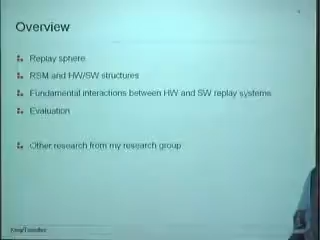 Overview
Replay sphere
RSM and HW/SW structures
Fundamental interactions between HW and SW replay systems
Evaluation
Other research from my research group